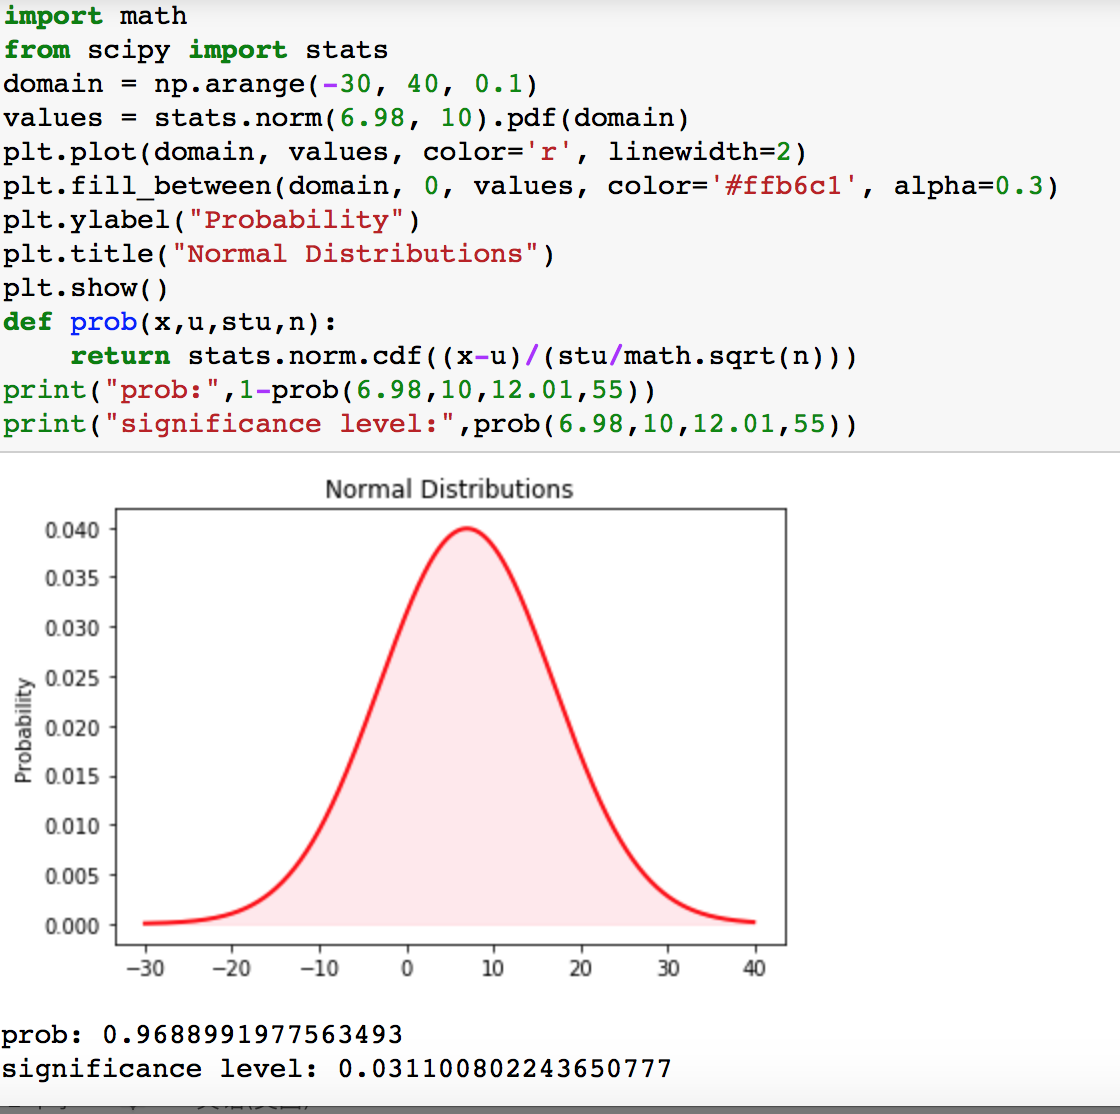 import math
from scipy import stats
domain = np.arange(-30, 40, 0.1)
values = stats.norm(6.98, 10).pdf(domain)
plt.plot(domain, values, color='r', linewidth=2)
plt.fill_between(domain, 0, values, color='#ffb6c1', alpha=0.3)
plt.ylabel("Probability")
plt.title("Normal Distributions")
plt.show()
def prob(x,u,stu,n):
    return stats.norm.cdf((x-u)/(stu/math.sqrt(n)))
print("prob:",1-prob(6.98,10,12.01,55))
print("significance level:",prob(6.98,10,12.01,55))
Normal Distributions
0.040
0.035
0.030
0.025
0.020
0.015
0.010
0.005
0.000
Probability
−30 −20 −10 0 10 20 30 40
prob: 0.9688991977563493
significance level: 0.031100802243650777